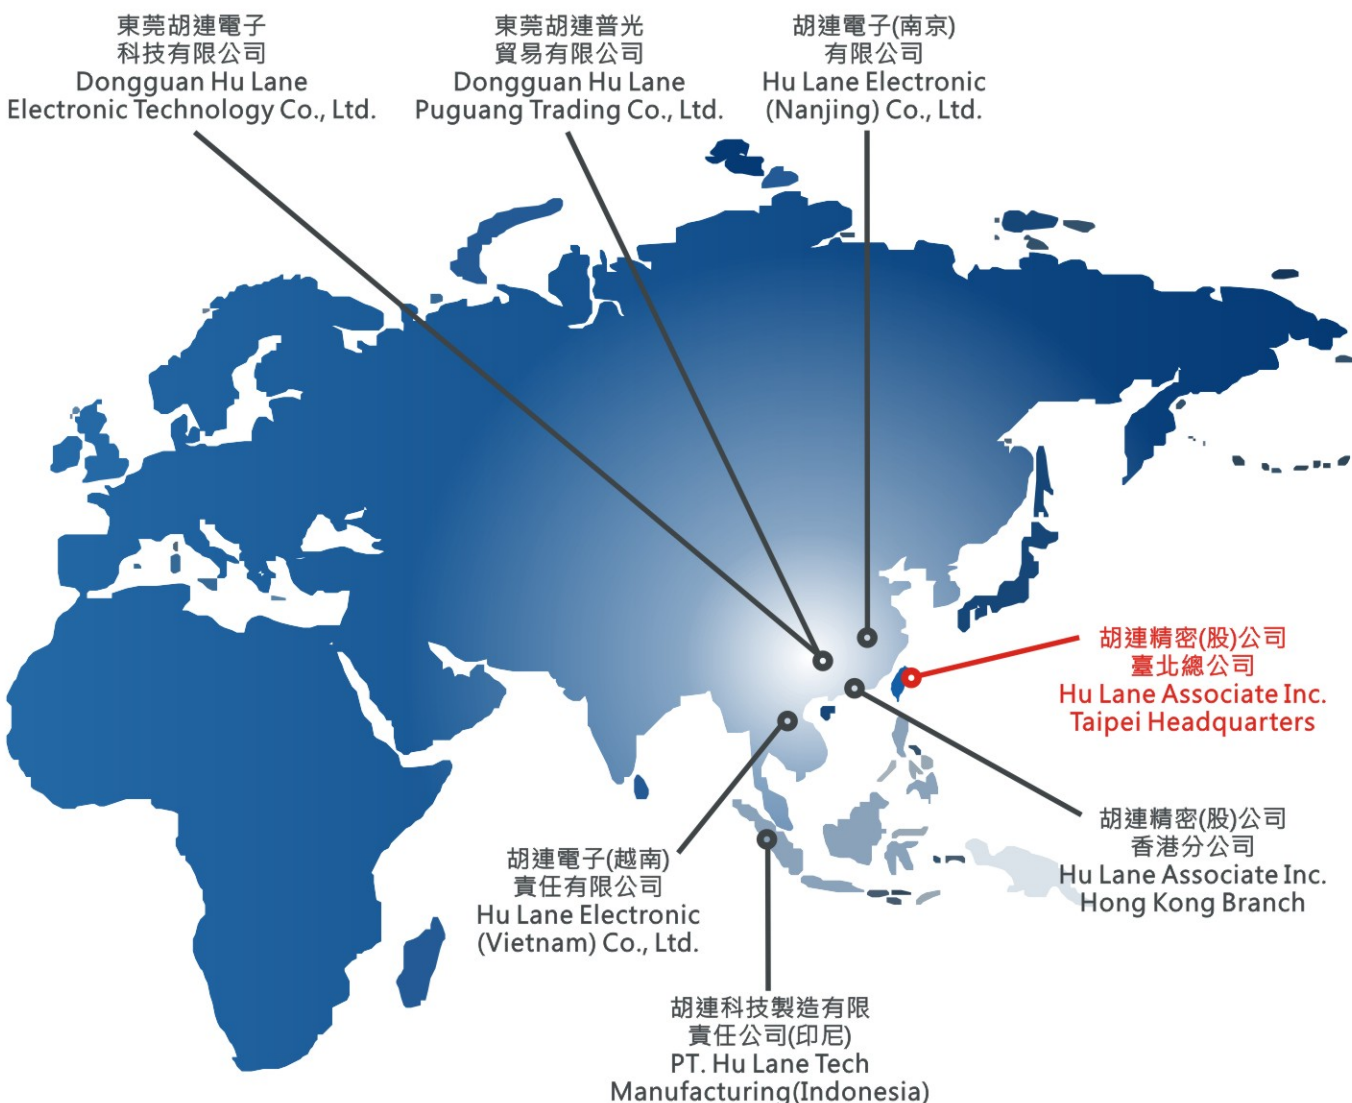 東莞胡連電子
科技有限公司
Dongguan Hu Lane
Electronic Technology Co., Ltd.
東莞胡連普光
貿易有限公司
Dongguan Hu Lane
Puguang Trading Co., Ltd.
胡連電子(南京)
有限公司
Hu Lane Electronic
(Nanjing) Co., Ltd.
胡連精密(股)公司
臺北總公司
Hu Lane Associate Inc.
Taipei Headquarters
胡連精密(股)公司
香港分公司
Hu Lane Associate Inc.
Hong Kong Branch
胡連電子(越南)
責任有限公司
Hu Lane Electronic
(Vietnam) Co., Ltd.
胡連科技製造有限
責任公司(印尼)
PT. Hu Lane Tech
Manufacturing(Indonesia)